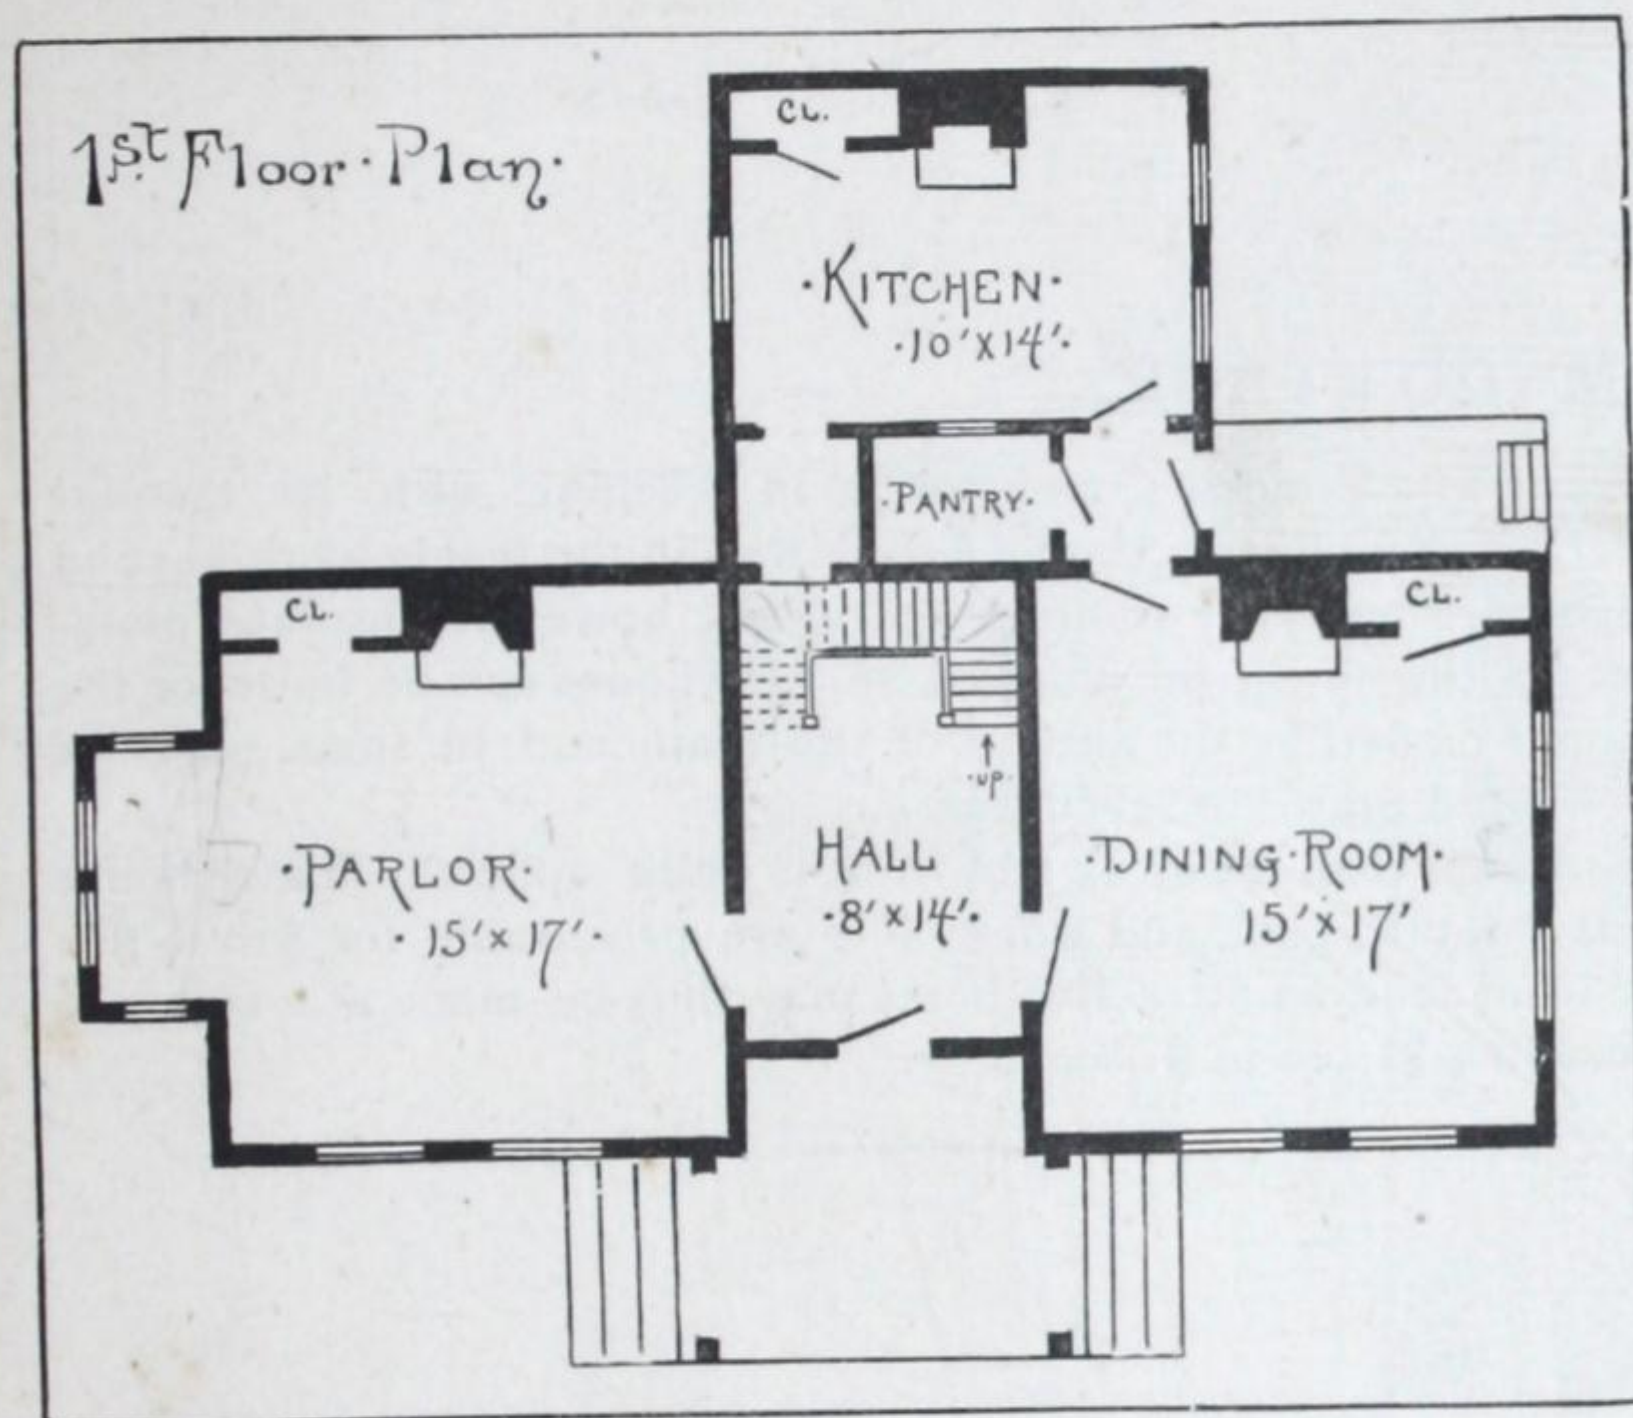 1st. Floor · Plan ·
CL.
· KITCHEN ·
· 10' X 14' ·
· PANTRY ·
CL.
CL.
· UP ·
· PARLOR ·
· 15' X 17' ·
HALL
· 8' X 14' ·
· DINING · ROOM ·
15' X 17'